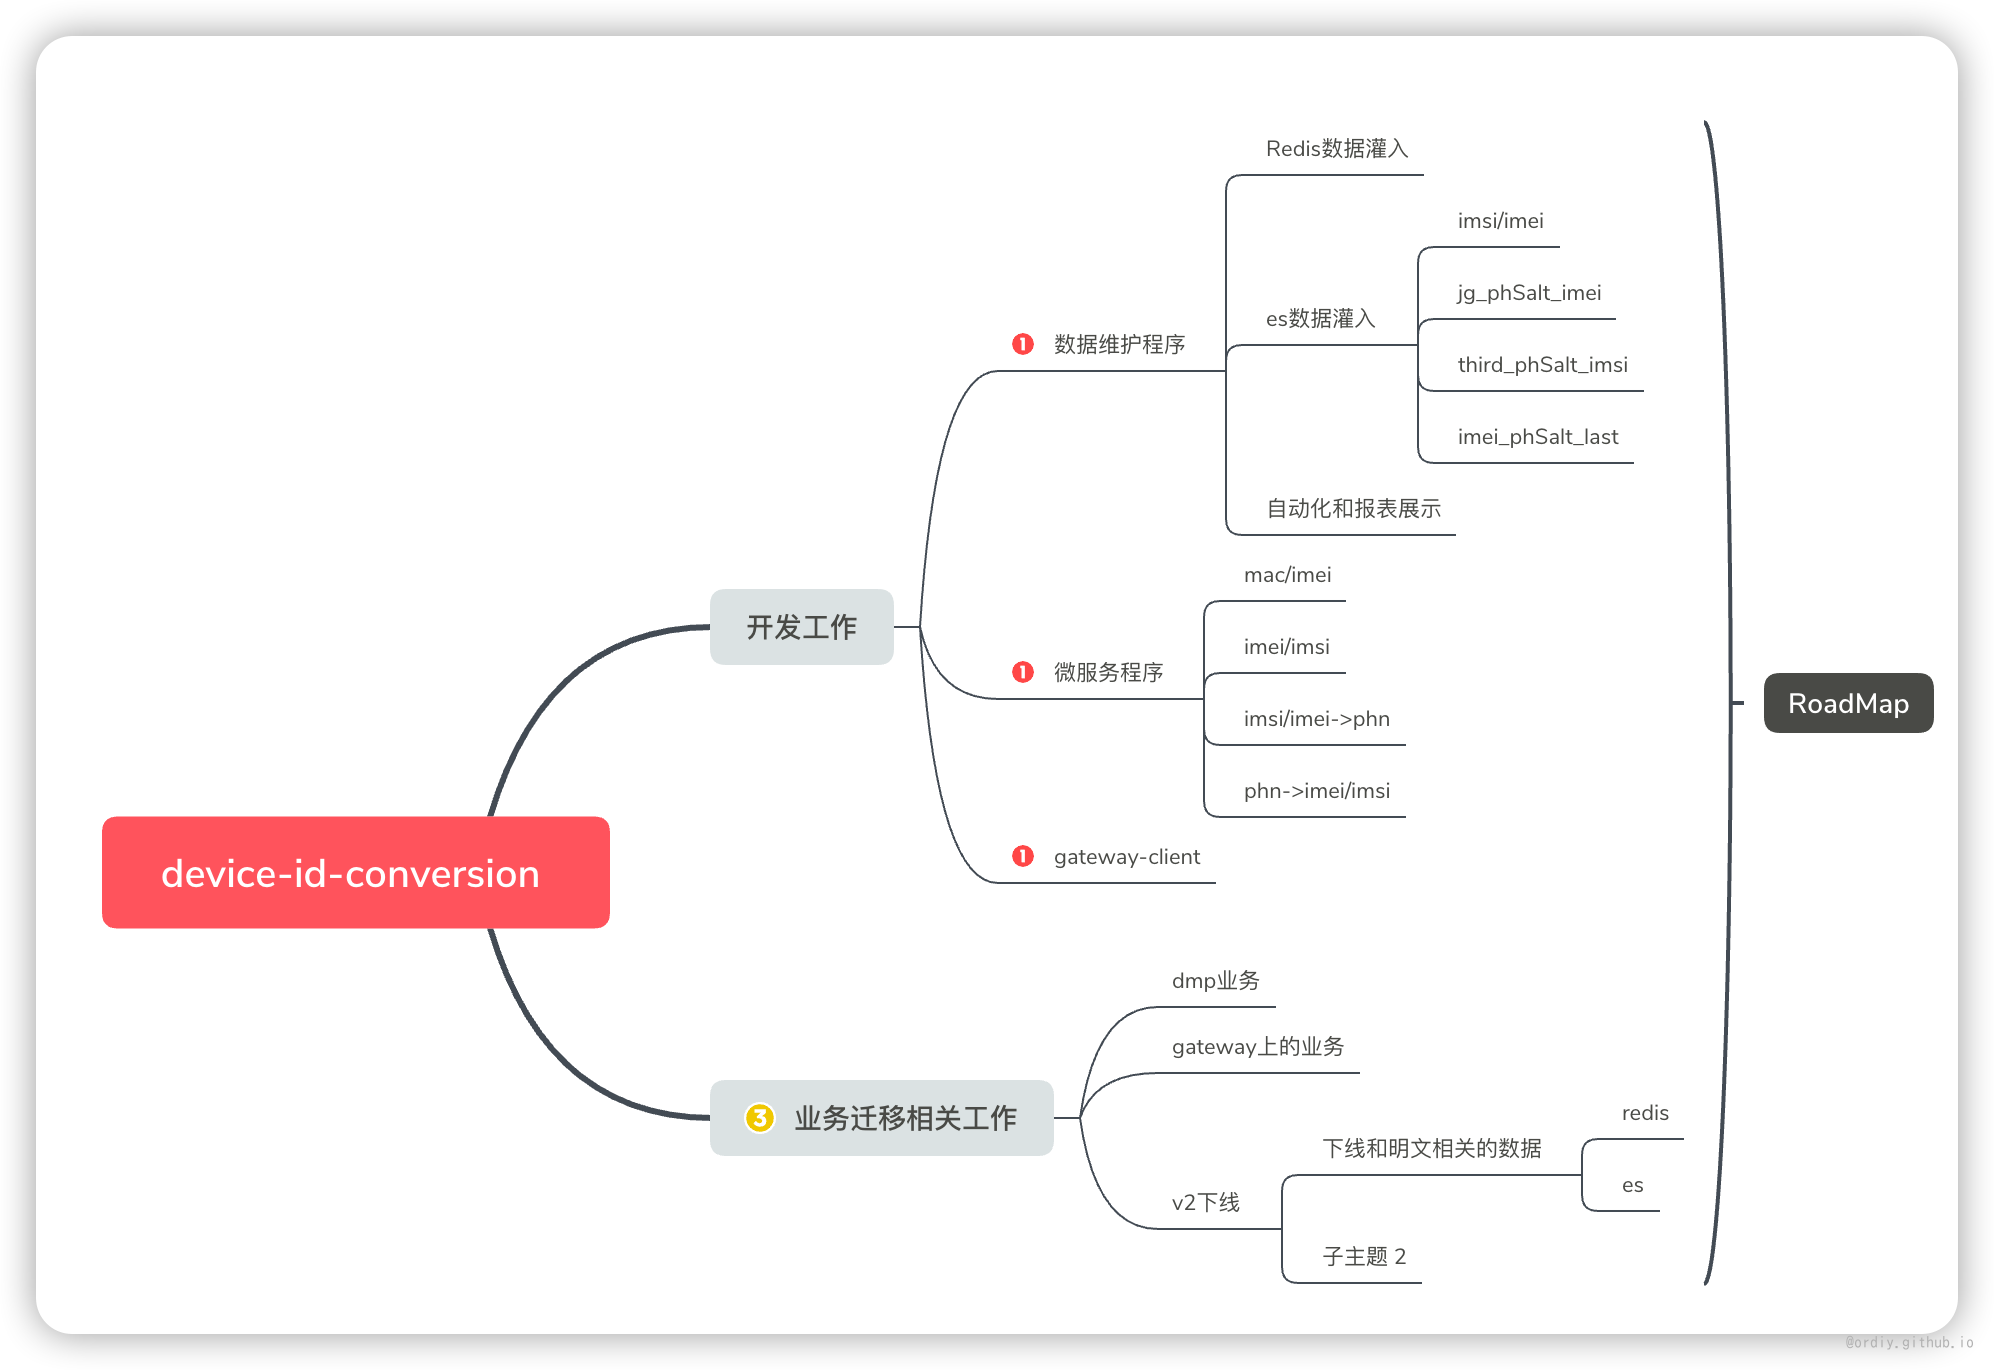 device-id-conversion
开发工作
1 数据维护程序
Redis数据灌入
es数据灌入
imsi/imei
jg_phSalt_imei
third_phSalt_imsi
imei_phSalt_last
自动化和报表展示
1 微服务程序
mac/imei
imei/imsi
imsi/imei->phn
phn->imei/imsi
1 gateway-client
3 业务迁移相关工作
dmp业务
gateway上的业务
v2下线
下线和明文相关的数据
redis
es
子主题 2
RoadMap
@ordiy.github.io